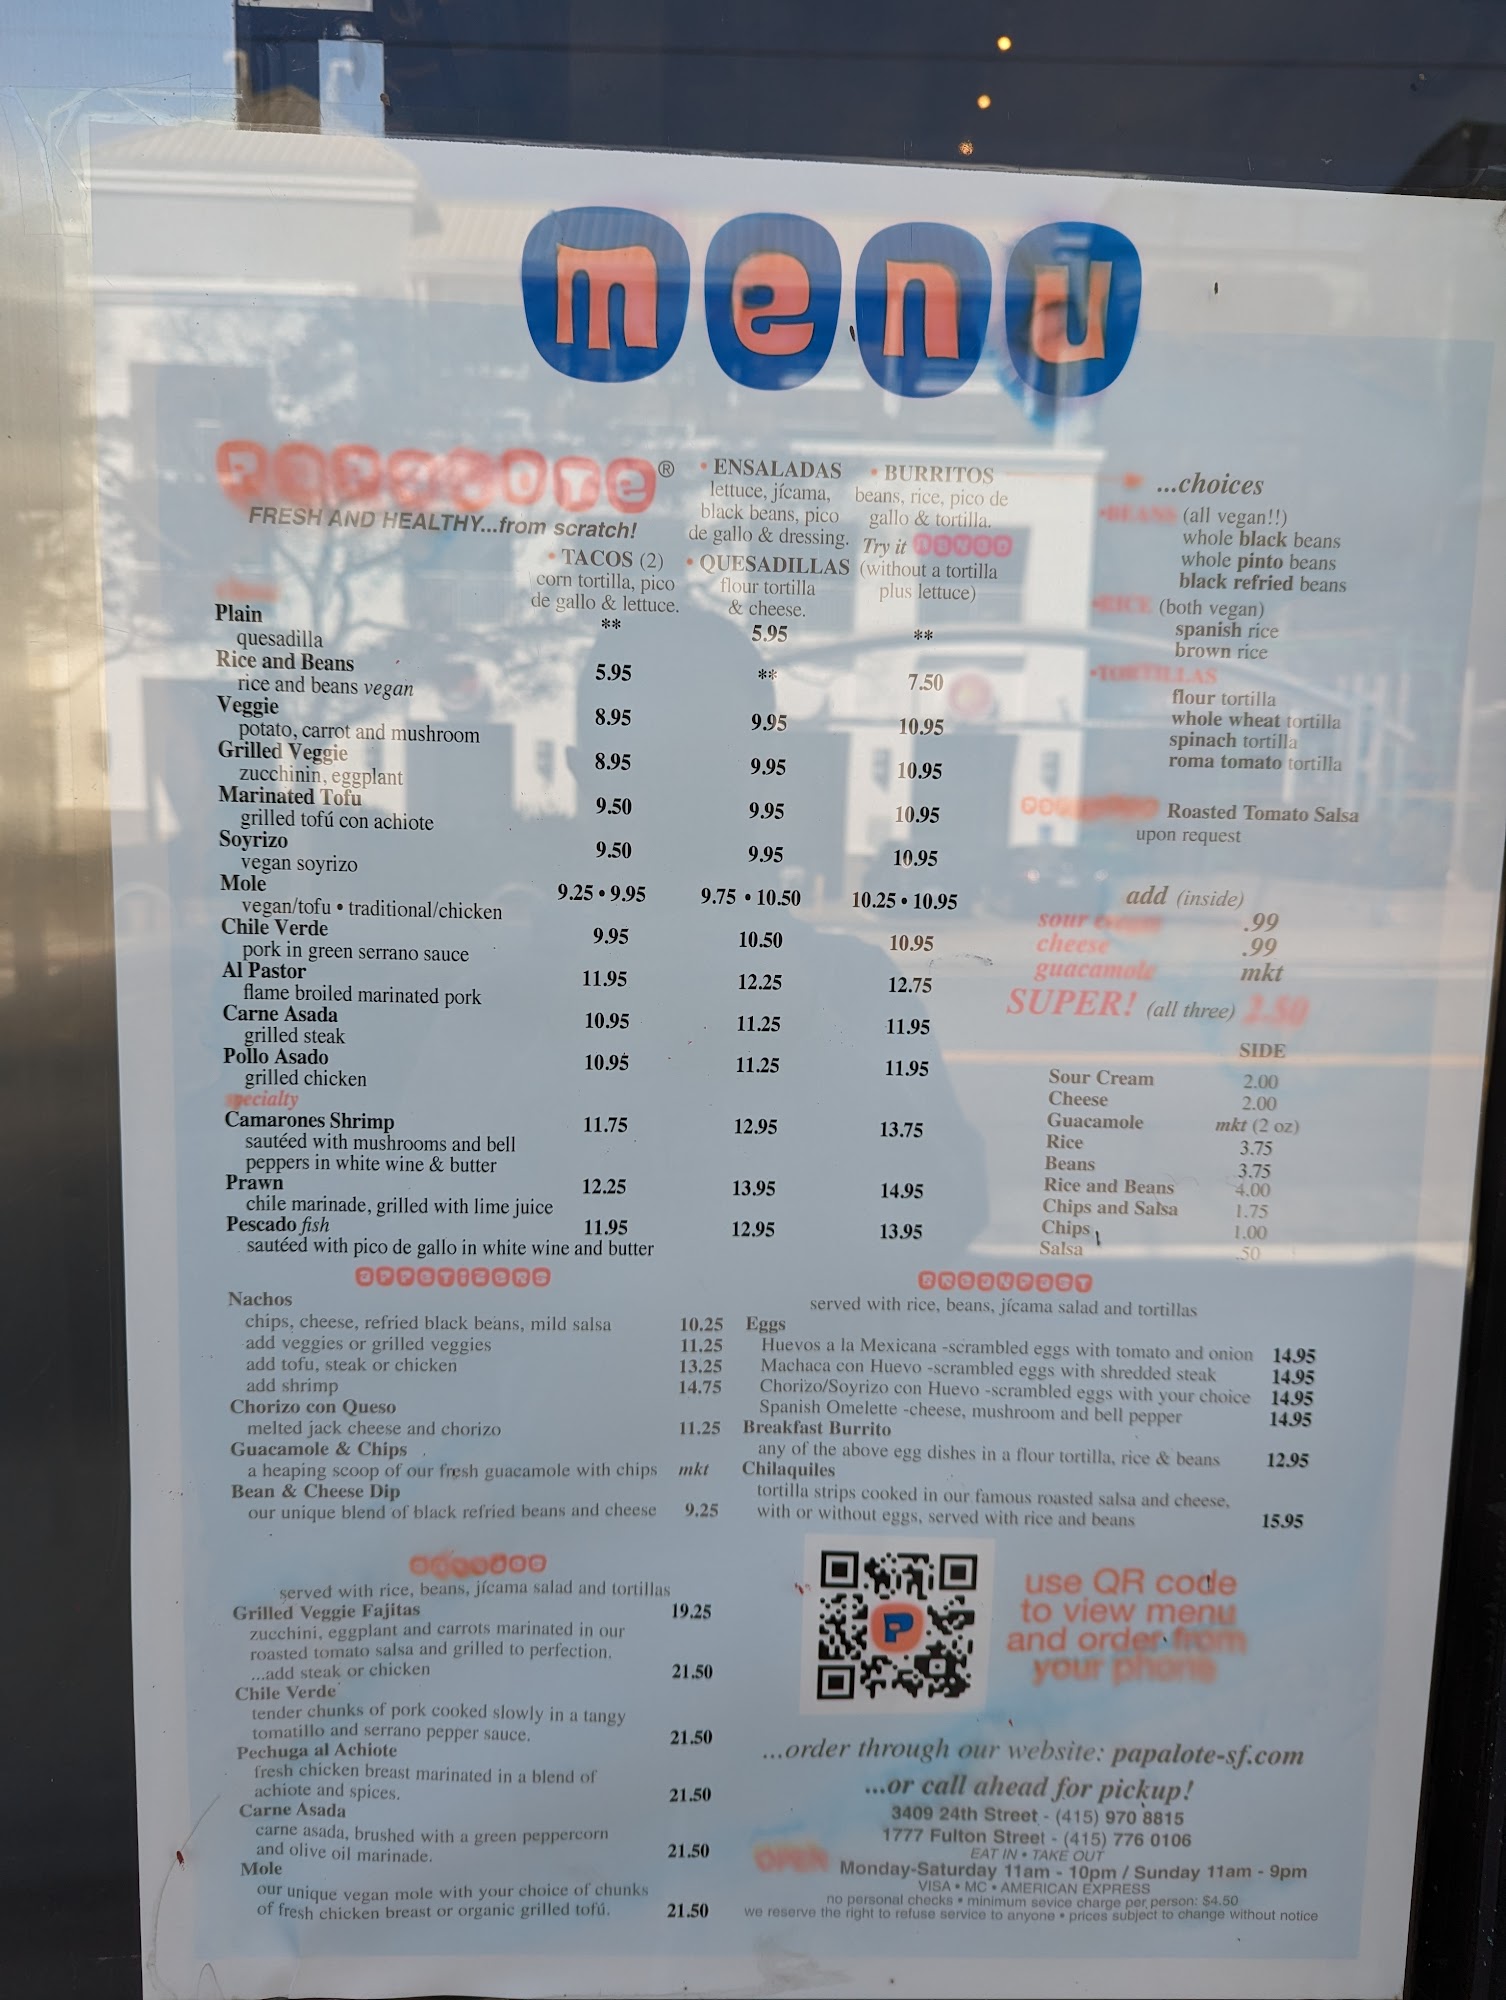 menu
PAPALOTE®
FRESH AND HEALTHY...from scratch!
• ENSALADAS
lettuce, jícama,
black beans, pico
de gallo & dressing.
• BURRITOS
beans, rice, pico de
gallo & tortilla.
Try it
(without a tortilla
plus lettuce)
• TACOS (2)
corn tortilla, pico
de gallo & lettuce.
• QUESADILLAS
flour tortilla
& cheese.
Plain ** 5.95 **
quesadilla
Rice and Beans 5.95 ** 7.50
rice and beans vegan
Veggie 8.95 9.95 10.95
potato, carrot and mushroom
Grilled Veggie 8.95 9.95 10.95
zucchinin, eggplant
Marinated Tofu 9.50 9.95 10.95
grilled tofú con achiote
Soyrizo 9.50 9.95 10.95
vegan soyrizo
Mole 9.25 • 9.95 9.75 • 10.50 10.25 • 10.95
vegan/tofu • traditional/chicken
Chile Verde 9.95 10.50 10.95
pork in green serrano sauce
Al Pastor 11.95 12.25 12.75
flame broiled marinated pork
Carne Asada 10.95 11.25 11.95
grilled steak
Pollo Asado 10.95 11.25 11.95
grilled chicken
specialty
Camarones Shrimp 11.75 12.95 13.75
sautéed with mushrooms and bell
peppers in white wine & butter
Prawn 12.25 13.95 14.95
chile marinade, grilled with lime juice
Pescado fish 11.95 12.95 13.95
sautéed with pico de gallo in white wine and butter
...choices
•BEANS (all vegan!!)
whole black beans
whole pinto beans
black refried beans
•RICE (both vegan)
spanish rice
brown rice
•TORTILLAS
flour tortilla
whole wheat tortilla
spinach tortilla
roma tomato tortilla
Roasted Tomato Salsa
upon request
add (inside)
sour cream .99
cheese .99
guacamole mkt
SUPER! (all three) 2.50
SIDE
Sour Cream 2.00
Cheese 2.00
Guacamole mkt (2 oz)
Rice 3.75
Beans 3.75
Rice and Beans 4.00
Chips and Salsa 1.75
Chips 1.00
Salsa .50
APPETIZERS
Nachos
chips, cheese, refried black beans, mild salsa 10.25
add veggies or grilled veggies 11.25
add tofu, steak or chicken 13.25
add shrimp 14.75
Chorizo con Queso
melted jack cheese and chorizo 11.25
Guacamole & Chips
a heaping scoop of our fresh guacamole with chips mkt
Bean & Cheese Dip
our unique blend of black refried beans and cheese 9.25
BREAKFAST
served with rice, beans, jícama salad and tortillas
Eggs
Huevos a la Mexicana -scrambled eggs with tomato and onion 14.95
Machaca con Huevo -scrambled eggs with shredded steak 14.95
Chorizo/Soyrizo con Huevo -scrambled eggs with your choice 14.95
Spanish Omelette -cheese, mushroom and bell pepper 14.95
Breakfast Burrito
any of the above egg dishes in a flour tortilla, rice & beans 12.95
Chilaquiles
tortilla strips cooked in our famous roasted salsa and cheese,
with or without eggs, served with rice and beans 15.95
served with rice, beans, jícama salad and tortillas
Grilled Veggie Fajitas 19.25
zucchini, eggplant and carrots marinated in our
roasted tomato salsa and grilled to perfection.
...add steak or chicken 21.50
Chile Verde
tender chunks of pork cooked slowly in a tangy
tomatillo and serrano pepper sauce. 21.50
Pechuga al Achiote
fresh chicken breast marinated in a blend of
achiote and spices. 21.50
Carne Asada
carne asada, brushed with a green peppercorn
and olive oil marinade. 21.50
Mole
our unique vegan mole with your choice of chunks
of fresh chicken breast or organic grilled tofú. 21.50
P
use QR code
to view menu
and order from
your phone
...order through our website: papalote-sf.com
...or call ahead for pickup!
3409 24th Street - (415) 970 8815
1777 Fulton Street - (415) 776 0106
EAT IN • TAKE OUT
OPEN Monday-Saturday 11am - 10pm / Sunday 11am - 9pm
VISA • MC • AMERICAN EXPRESS
no personal checks • minimum sevice charge per person: $4.50
we reserve the right to refuse service to anyone • prices subject to change without notice